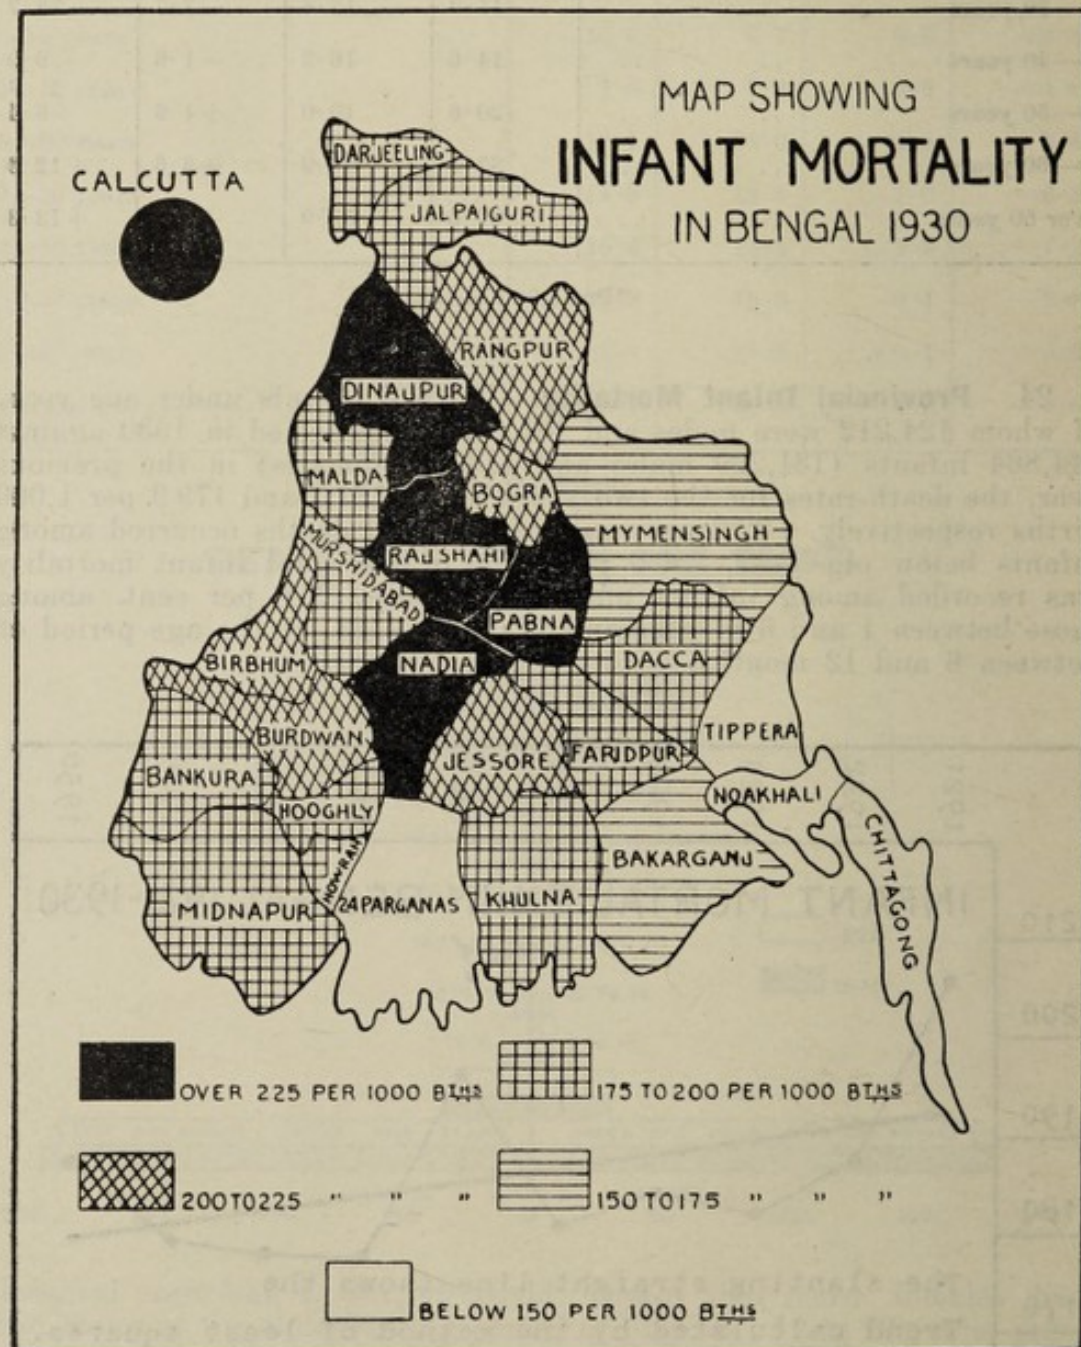 MAP SHOWING
INFANT MORTALITY
IN BENGAL 1930
CALCUTTA
DARJEELING
JALPAIGURI
RANGPUR
DINAJPUR
MALDA
BOGRA
MYMENSINGH
RAJSHAHI
MURSHIDABAD
PABNA
NADIA
DACCA
BIRBHUM
BURDWAN
TIPPERA
JESSORE
FARIDPUR
BANKURA
NOAKHALI
HOOGHLY
CHITTAGONG
HOWRAH
BAKARGANJ
24 PARGANAS
KHULNA
MIDNAPUR
OVER 225 PER 1000 BTHS
175 TO 200 PER 1000 BTHS
200 TO 225 " " "
150 TO 175 " " "
BELOW 150 PER 1000 BTHS